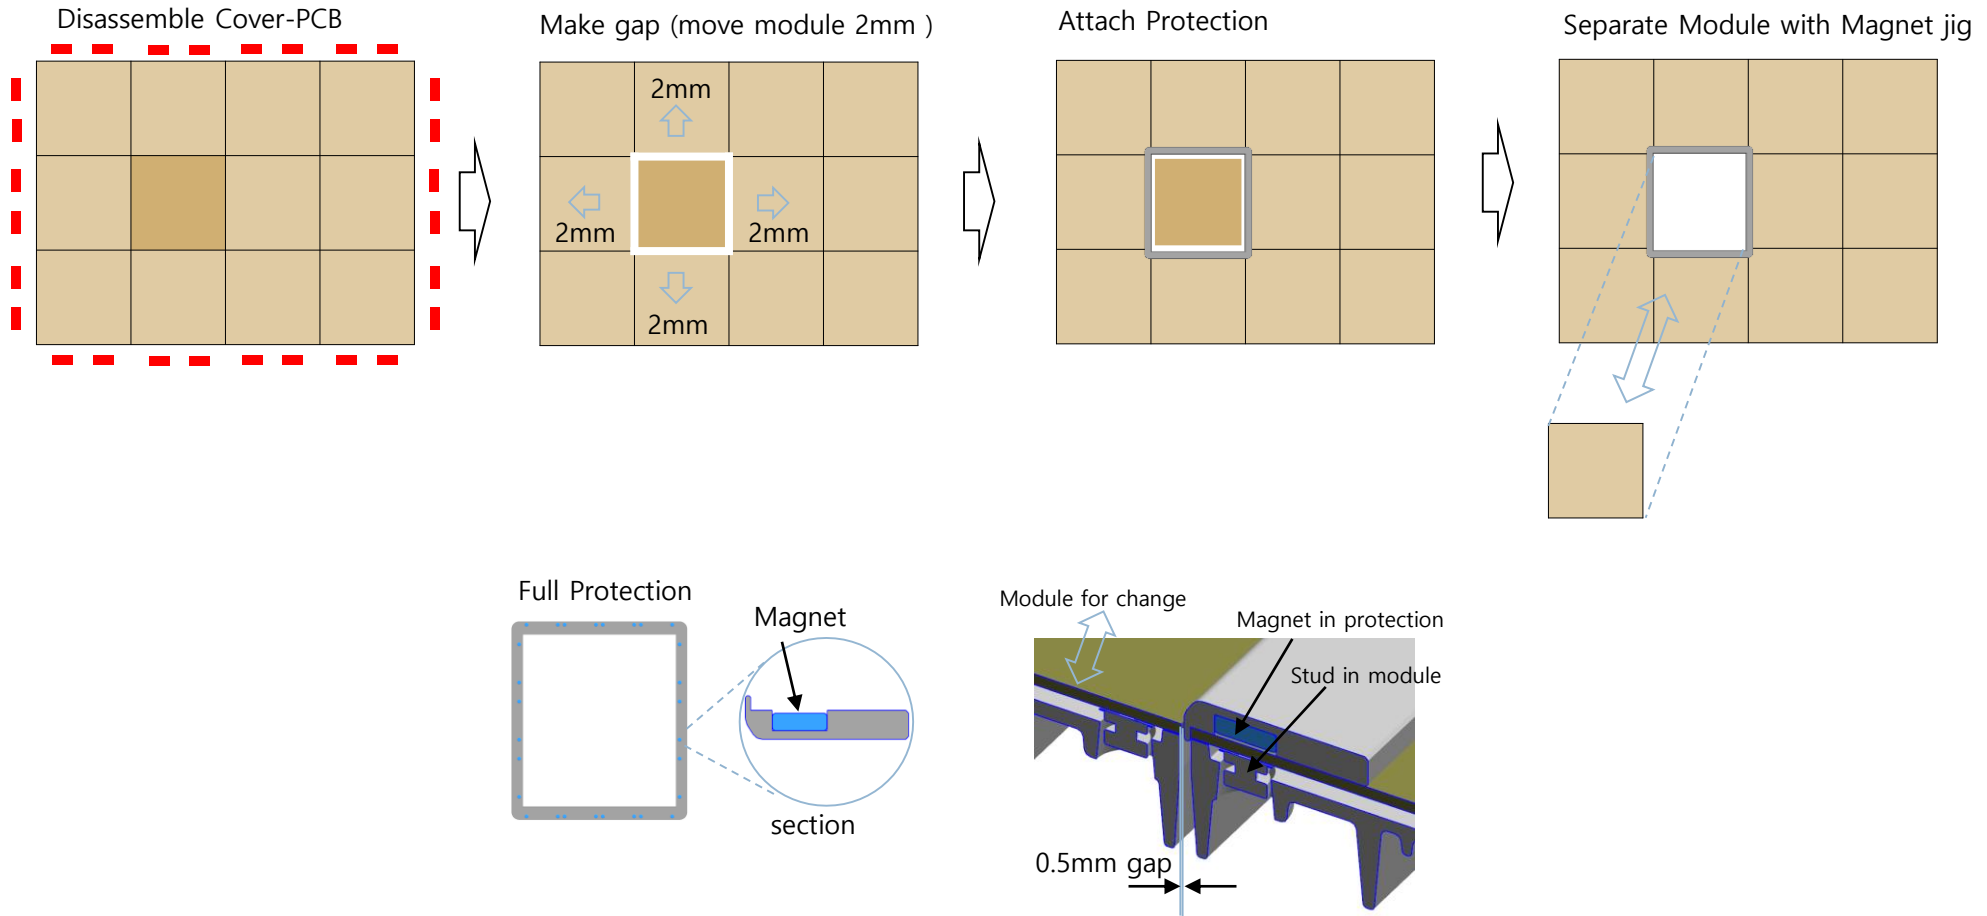 Disassemble Cover-PCB
Make gap (move module 2mm )
Attach Protection
Separate Module with Magnet jig
2mm
2mm
2mm
2mm
Full Protection
Magnet
section
Module for change
Magnet in protection
Stud in module
0.5mm gap